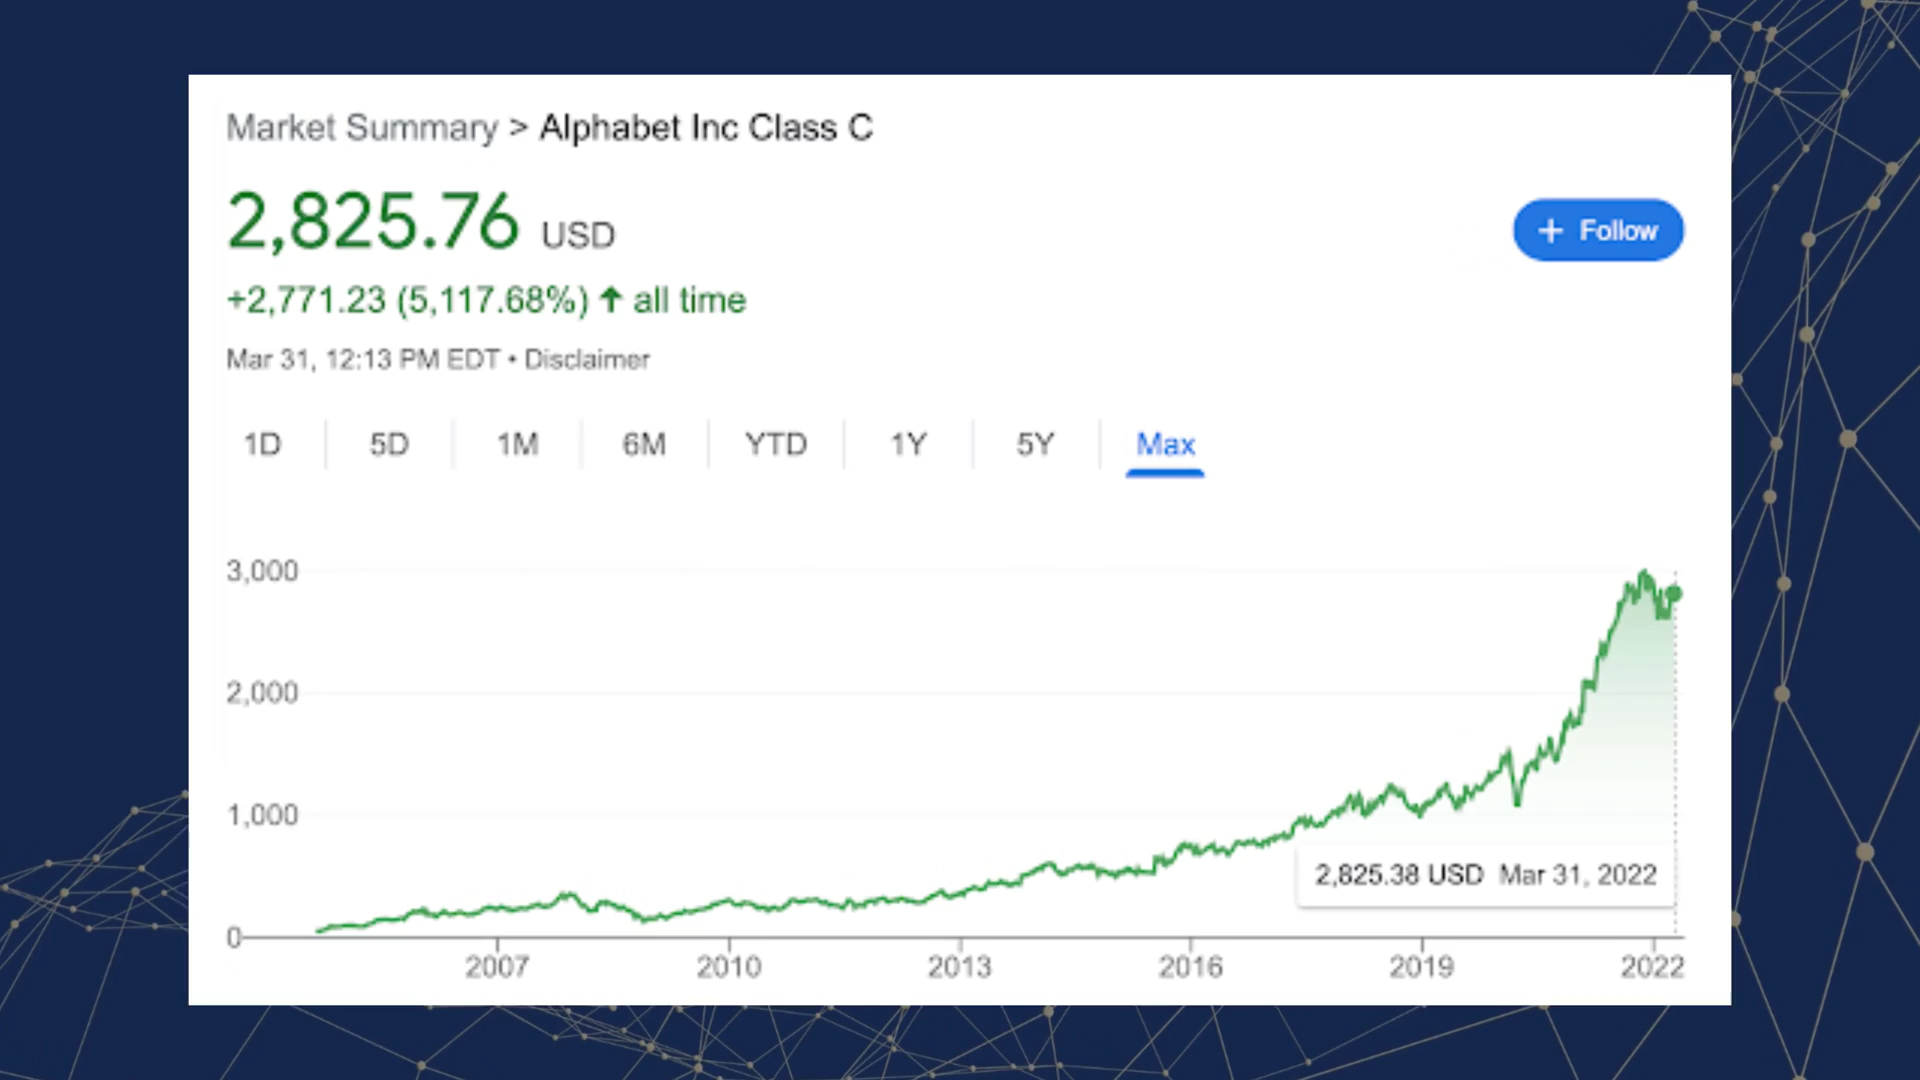 Market Summary > Alphabet Inc Class C
2,825.76 USD
+ Follow
+2,771.23 (5,117.68%) ↑ all time
Mar 31, 12:13 PM EDT • Disclaimer
1D 5D 1M 6M YTD 1Y 5Y Max
3,000
2,000
1,000
2,825.38 USD Mar 31, 2022
0
2007 2010 2013 2016 2019 2022